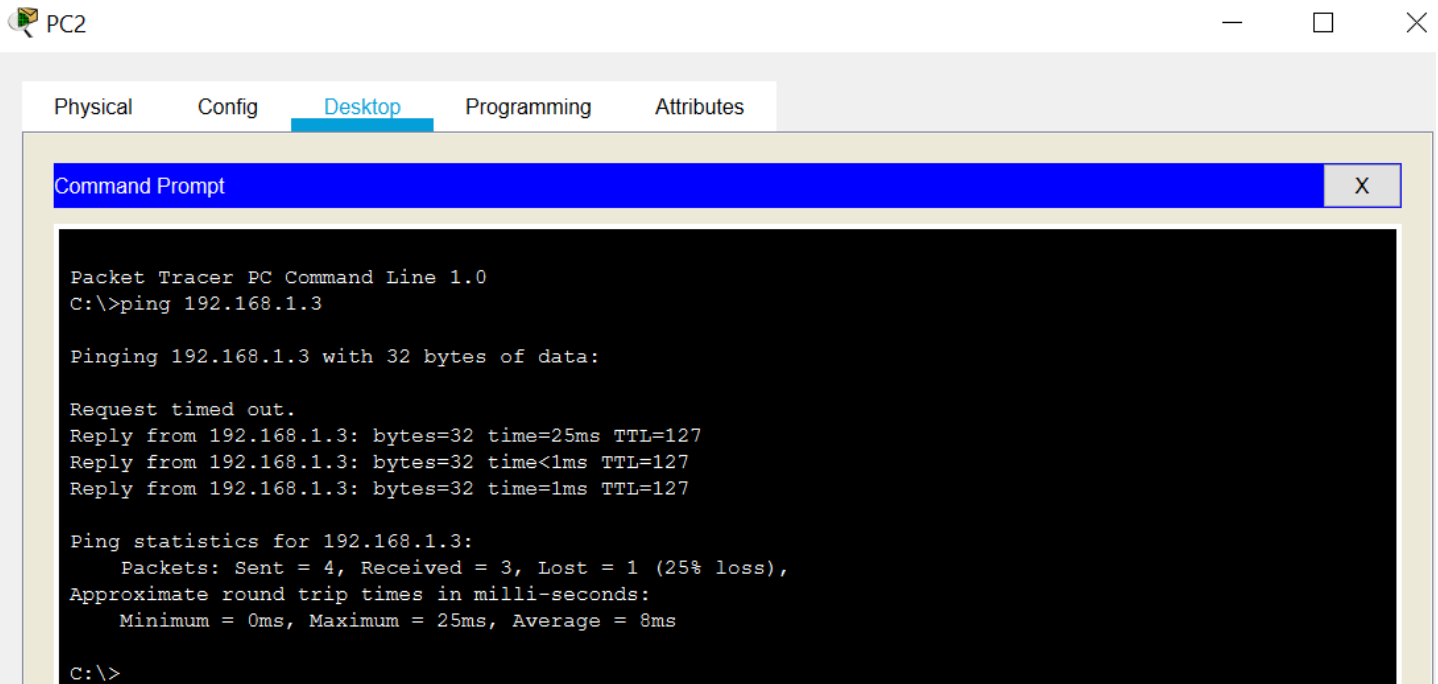 PC2
Physical Config Desktop Programming Attributes
Command Prompt X
Packet Tracer PC Command Line 1.0
C:\>ping 192.168.1.3
Pinging 192.168.1.3 with 32 bytes of data:
Request timed out.
Reply from 192.168.1.3: bytes=32 time=25ms TTL=127
Reply from 192.168.1.3: bytes=32 time<1ms TTL=127
Reply from 192.168.1.3: bytes=32 time=1ms TTL=127
Ping statistics for 192.168.1.3:
Packets: Sent = 4, Received = 3, Lost = 1 (25% loss),
Approximate round trip times in milli-seconds:
Minimum = 0ms, Maximum = 25ms, Average = 8ms
C:\>